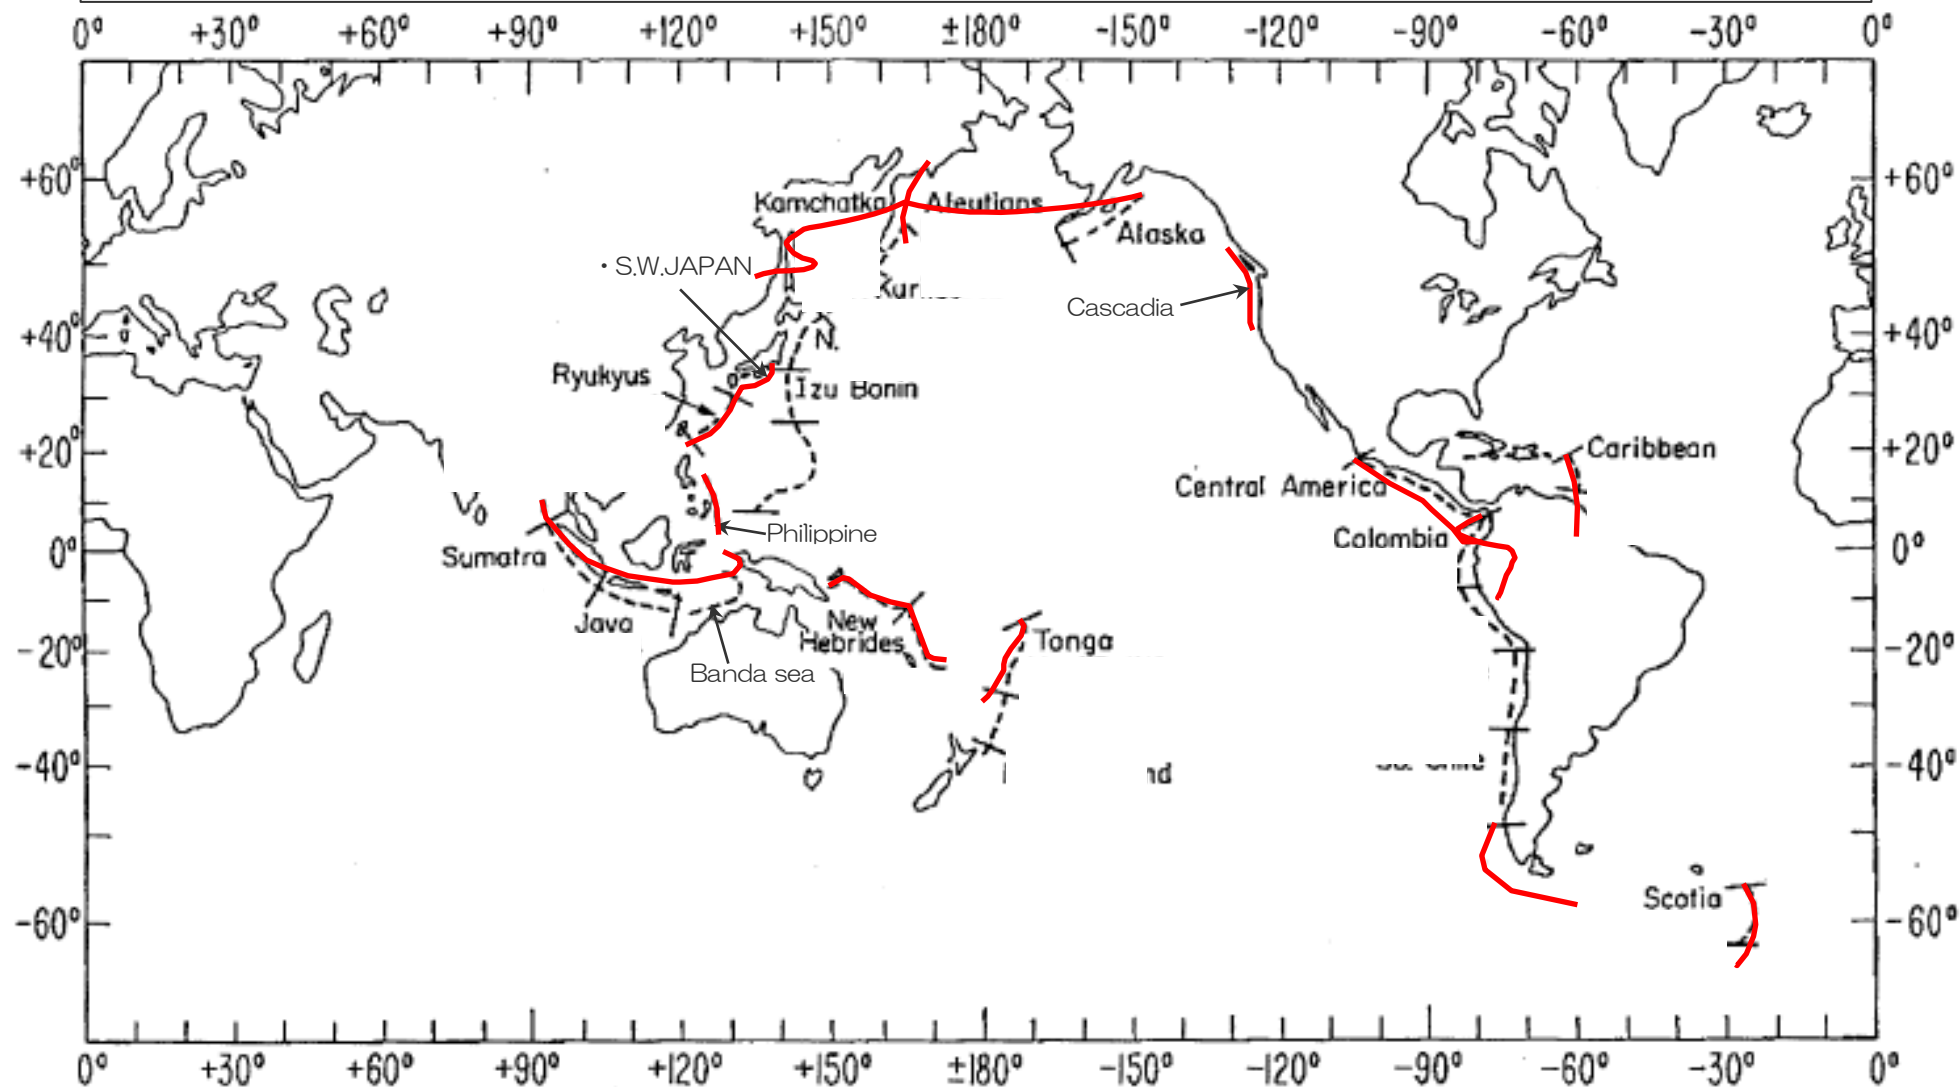 0° +30° +60° +90° +120° +150° ±180° -150° -120° -90° -60° -30° 0°
+60° +60°
Kamchatka Aleutians
Alaska
• S.W.JAPAN
Kur
Cascadia
+40° +40°
N.
Ryukyus
Izu Bonin
+20° +20°
Caribbean
Central America
Philippine
Colombia
Sumatra
0° 0°
Java
New
Hebrides
Tonga
-20° -20°
Banda sea
-40° -40°
nd
Scotia
-60° -60°
0° +30° +60° +90° +120° +150° ±180° -150° -120° -90° -60° -30° 0°